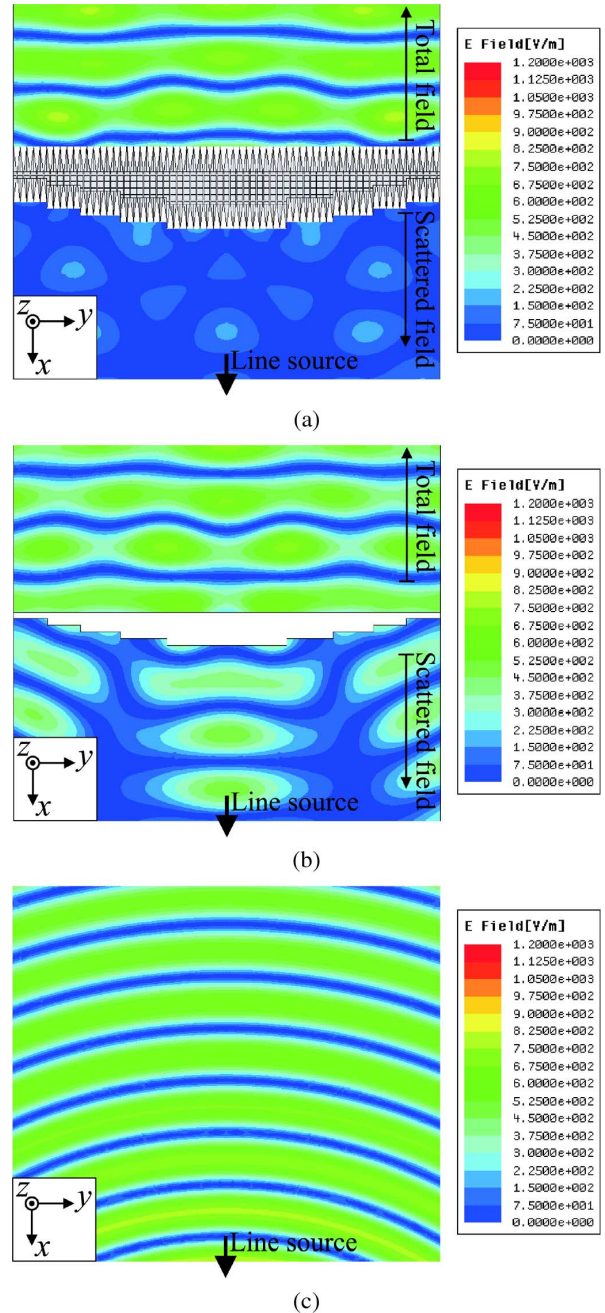 Total field
E Field[V/m]
1.2000e+003
1.1250e+003
1.0500e+003
9.7500e+002
9.0000e+002
8.2500e+002
7.5000e+002
6.7500e+002
6.0000e+002
5.2500e+002
4.5000e+002
3.7500e+002
3.0000e+002
2.2500e+002
1.5000e+002
7.5000e+001
0.0000e+000
Scattered field
z
y
x
Line source
(a)
Total field
E Field[V/m]
1.2000e+003
1.1250e+003
1.0500e+003
9.7500e+002
9.0000e+002
8.2500e+002
7.5000e+002
6.7500e+002
6.0000e+002
5.2500e+002
4.5000e+002
3.7500e+002
3.0000e+002
2.2500e+002
1.5000e+002
7.5000e+001
0.0000e+000
Scattered field
z
y
x
Line source
(b)
E Field[V/m]
1.2000e+003
1.1250e+003
1.0500e+003
9.7500e+002
9.0000e+002
8.2500e+002
7.5000e+002
6.7500e+002
6.0000e+002
5.2500e+002
4.5000e+002
3.7500e+002
3.0000e+002
2.2500e+002
1.5000e+002
7.5000e+001
0.0000e+000
z
y
x
Line source
(c)